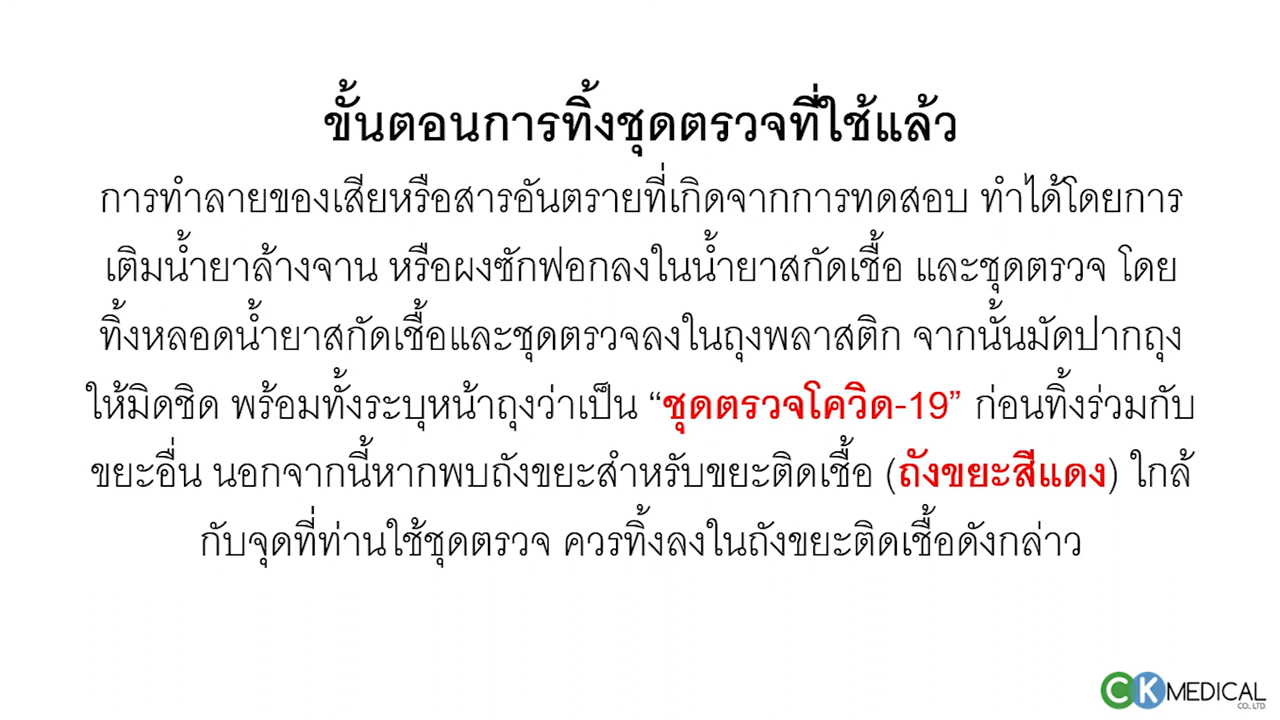 ขั้นตอนการทิ้งชุดตรวจที่ใช้แล้ว
การทำลายของเสียหรือสารอันตรายที่เกิดจากการทดสอบ ทำได้โดยการ
เติมน้ำยาล้างจาน หรือผงซักฟอกลงในน้ำยาสกัดเชื้อ และชุดตรวจ โดย
ทิ้งหลอดน้ำยาสกัดเชื้อและชุดตรวจลงในถุงพลาสติก จากนั้นมัดปากถุง
ให้มิดชิด พร้อมทั้งระบุหน้าถุงว่าเป็น “ชุดตรวจโควิด-19” ก่อนทิ้งร่วมกับ
ขยะอื่น นอกจากนี้หากพบถังขยะสำหรับขยะติดเชื้อ (ถังขยะสีแดง) ใกล้
กับจุดที่ท่านใช้ชุดตรวจ ควรทิ้งลงในถังขยะติดเชื้อดังกล่าว
CK MEDICAL
CO., LTD.